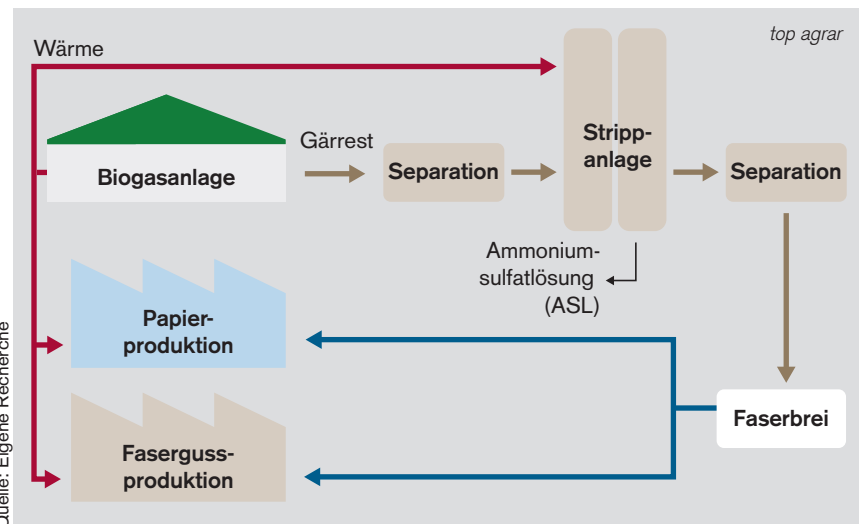 top agrar
Wärme
Biogasanlage
Gärrest
Separation
Stripp-
anlage
Separation
Ammonium-
sulfatlösung
(ASL)
Papier-
produktion
Faserbrei
Faserguss-
produktion
Quelle: Eigene Recherche